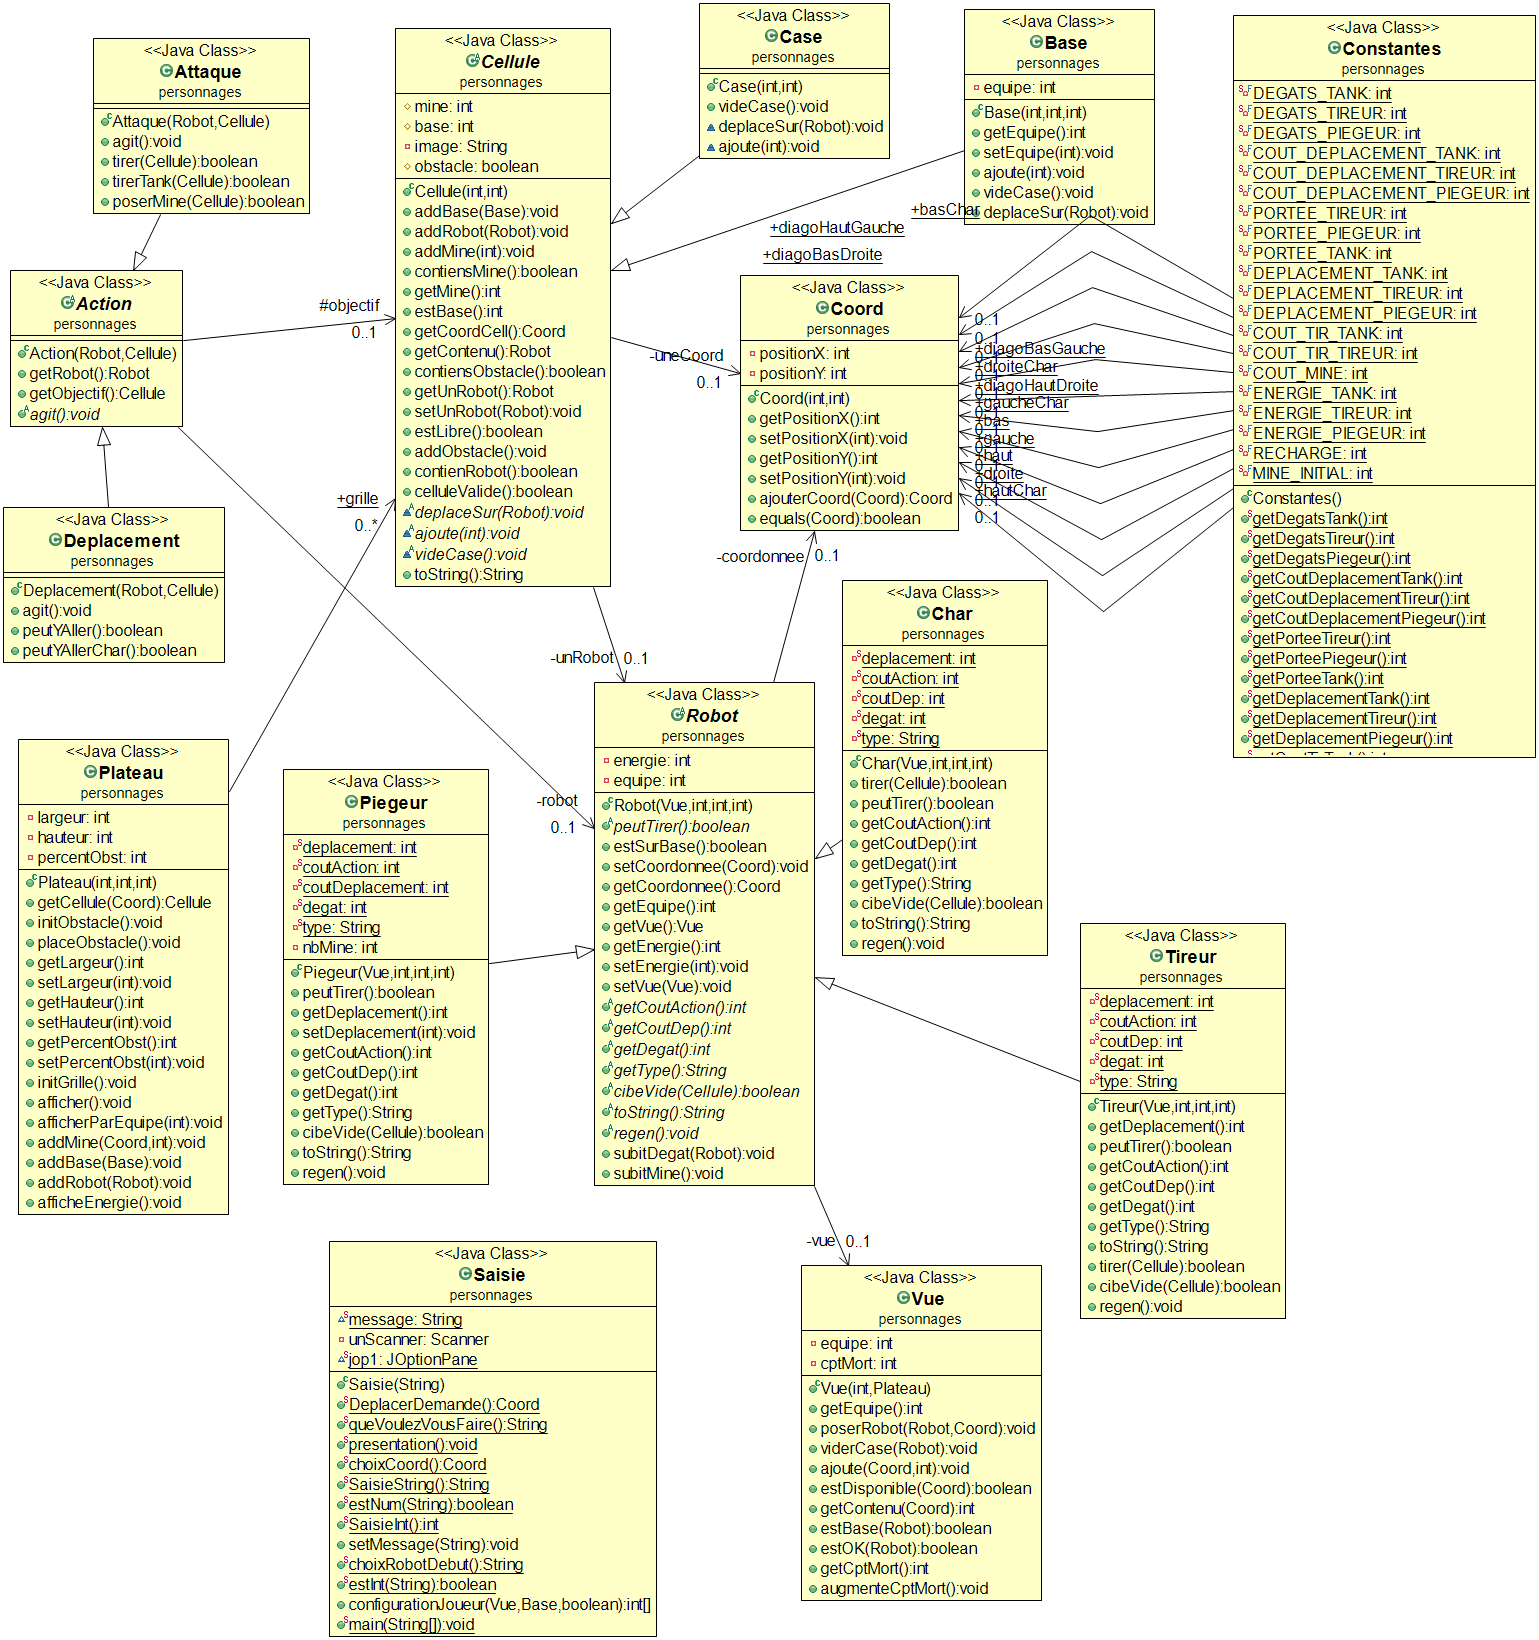 <<Java Class>>
Attaque
personnages
Attaque(Robot,Cellule)
agit():void
tirer(Cellule):boolean
tirerTank(Cellule):boolean
poserMine(Cellule):boolean
<<Java Class>>
Cellule
personnages
mine: int
base: int
image: String
obstacle: boolean
Cellule(int,int)
addBase(Base):void
addRobot(Robot):void
addMine(int):void
contiensMine():boolean
getMine():int
estBase():int
getCoordCell():Coord
getContenu():Robot
contiensObstacle():boolean
getUnRobot():Robot
setUnRobot(Robot):void
estLibre():boolean
addObstacle():void
contienRobot():boolean
celluleValide():boolean
deplaceSur(Robot):void
ajoute(int):void
videCase():void
toString():String
<<Java Class>>
Case
personnages
Case(int,int)
videCase():void
deplaceSur(Robot):void
ajoute(int):void
<<Java Class>>
Base
personnages
equipe: int
Base(int,int,int)
getEquipe():int
setEquipe(int):void
ajoute(int):void
videCase():void
deplaceSur(Robot):void
<<Java Class>>
Constantes
personnages
DEGATS_TANK: int
DEGATS_TIREUR: int
DEGATS_PIEGEUR: int
COUT_DEPLACEMENT_TANK: int
COUT_DEPLACEMENT_TIREUR: int
COUT_DEPLACEMENT_PIEGEUR: int
PORTEE_TIREUR: int
PORTEE_PIEGEUR: int
PORTEE_TANK: int
DEPLACEMENT_TANK: int
DEPLACEMENT_TIREUR: int
DEPLACEMENT_PIEGEUR: int
COUT_TIR_TANK: int
COUT_TIR_TIREUR: int
COUT_MINE: int
ENERGIE_TANK: int
ENERGIE_TIREUR: int
ENERGIE_PIEGEUR: int
RECHARGE: int
MINE_INITIAL: int
Constantes()
getDegatsTank():int
getDegatsTireur():int
getDegatsPiegeur():int
getCoutDeplacementTank():int
getCoutDeplacementTireur():int
getCoutDeplacementPiegeur():int
getPorteeTireur():int
getPorteePiegeur():int
getPorteeTank():int
getDeplacementTank():int
getDeplacementTireur():int
getDeplacementPiegeur():int
+basChar
+diagoHautGauche
+diagoBasDroite
<<Java Class>>
Action
personnages
Action(Robot,Cellule)
getRobot():Robot
getObjectif():Cellule
agit():void
#objectif
0..1
-uneCoord
0..1
<<Java Class>>
Coord
personnages
positionX: int
positionY: int
Coord(int,int)
getPositionX():int
setPositionX(int):void
getPositionY():int
setPositionY(int):void
ajouterCoord(Coord):Coord
equals(Coord):boolean
0..1
0..1
+diagoBasGauche
+droiteChar
+diagoHautDroite
+gaucheChar
+bas
+gauche
+haut
+droite
+hautChar
0..1
+grille
0..*
-coordonnee
0..1
<<Java Class>>
Deplacement
personnages
Deplacement(Robot,Cellule)
agit():void
peutYAller():boolean
peutYAllerChar():boolean
-unRobot
0..1
<<Java Class>>
Char
personnages
deplacement: int
coutAction: int
coutDep: int
degat: int
type: String
Char(Vue,int,int,int)
tirer(Cellule):boolean
peutTirer():boolean
getCoutAction():int
getCoutDep():int
getDegat():int
getType():String
cibeVide(Cellule):boolean
toString():String
regen():void
<<Java Class>>
Plateau
personnages
largeur: int
hauteur: int
percentObst: int
Plateau(int,int,int)
getCellule(Coord):Cellule
initObstacle():void
placeObstacle():void
getLargeur():int
setLargeur(int):void
getHauteur():int
setHauteur(int):void
getPercentObst():int
setPercentObst(int):void
initGrille():void
afficher():void
afficherParEquipe(int):void
addMine(Coord,int):void
addBase(Base):void
addRobot(Robot):void
afficheEnergie():void
<<Java Class>>
Piegeur
personnages
deplacement: int
coutAction: int
coutDeplacement: int
degat: int
type: String
nbMine: int
Piegeur(Vue,int,int,int)
peutTirer():boolean
getDeplacement():int
setDeplacement(int):void
getCoutAction():int
getCoutDep():int
getDegat():int
getType():String
cibeVide(Cellule):boolean
toString():String
regen():void
-robot
0..1
<<Java Class>>
Robot
personnages
energie: int
equipe: int
Robot(Vue,int,int,int)
peutTirer():boolean
estSurBase():boolean
setCoordonnee(Coord):void
getCoordonnee():Coord
getEquipe():int
getVue():Vue
getEnergie():int
setEnergie(int):void
setVue(Vue):void
getCoutAction():int
getCoutDep():int
getDegat():int
getType():String
cibeVide(Cellule):boolean
toString():String
regen():void
subitDegat(Robot):void
subitMine():void
<<Java Class>>
Tireur
personnages
deplacement: int
coutAction: int
coutDep: int
degat: int
type: String
Tireur(Vue,int,int,int)
getDeplacement():int
peutTirer():boolean
getCoutAction():int
getCoutDep():int
getDegat():int
getType():String
toString():String
tirer(Cellule):boolean
cibeVide(Cellule):boolean
regen():void
-vue
0..1
<<Java Class>>
Saisie
personnages
message: String
unScanner: Scanner
jop1: JOptionPane
Saisie(String)
DeplacerDemande():Coord
queVoulezVousFaire():String
presentation():void
choixCoord():Coord
SaisieString():String
estNum(String):boolean
SaisieInt():int
setMessage(String):void
choixRobotDebut():String
estInt(String):boolean
configurationJoueur(Vue,Base,boolean):int[]
main(String[]):void
<<Java Class>>
Vue
personnages
equipe: int
cptMort: int
Vue(int,Plateau)
getEquipe():int
poserRobot(Robot,Coord):void
viderCase(Robot):void
ajoute(Coord,int):void
estDisponible(Coord):boolean
getContenu(Coord):int
estBase(Robot):boolean
estOK(Robot):boolean
getCptMort():int
augmenteCptMort():void